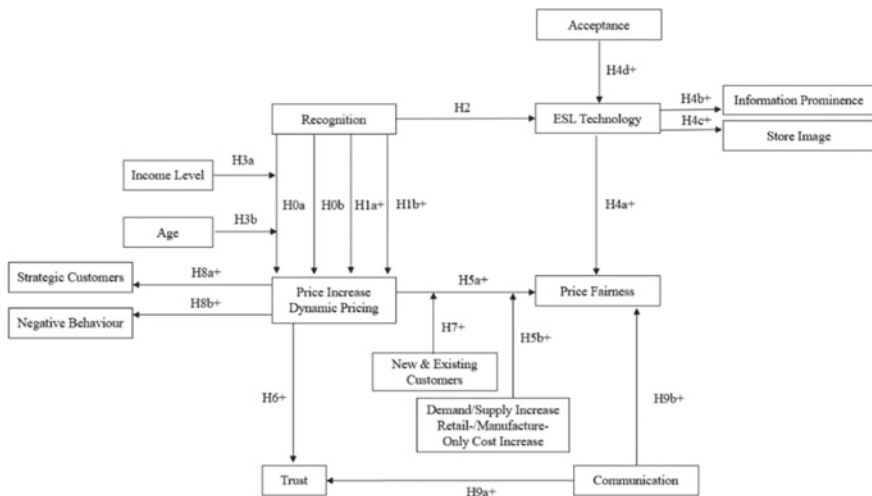 Acceptance
H4d+
H4b+
Information Prominence
H2
Recognition
ESL Technology
H4c+
Store Image
H3a
Income Level
H0a
H0b
H1a+
H1b+
H4a+
H3b
Age
H8a+
Strategic Customers
Price Increase
Dynamic Pricing
H5a+
Price Fairness
H8b+
Negative Behaviour
H7+
H5b+
New & Existing
Customers
H6+
Demand/Supply Increase
Retail-/Manufacture-
Only Cost Increase
H9b+
Trust
Communication
H9a+